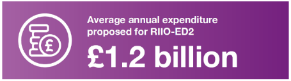 Average annual expenditure
proposed for RIIO-ED2
£1.2 billion